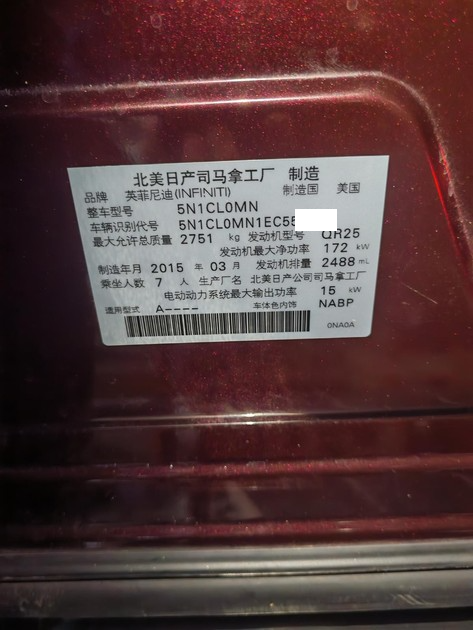 北美日产司马拿工厂 制造
品牌 英菲尼迪(INFINITI) 制造国 美国
整车型号 5N1CL0MN
车辆识别代号 5N1CL0MN1EC55
最大允许总质量 2751 kg 发动机型号 QR25
发动机最大净功率 172 kW
制造年月 2015 年 03 月 发动机排量 2488 mL
乘坐人数 7 人 生产厂名 北美日产公司司马拿工厂
电动动力系统最大输出功率 15 kW
适用型式 A---- 车体色内饰 NABP
0NA0A